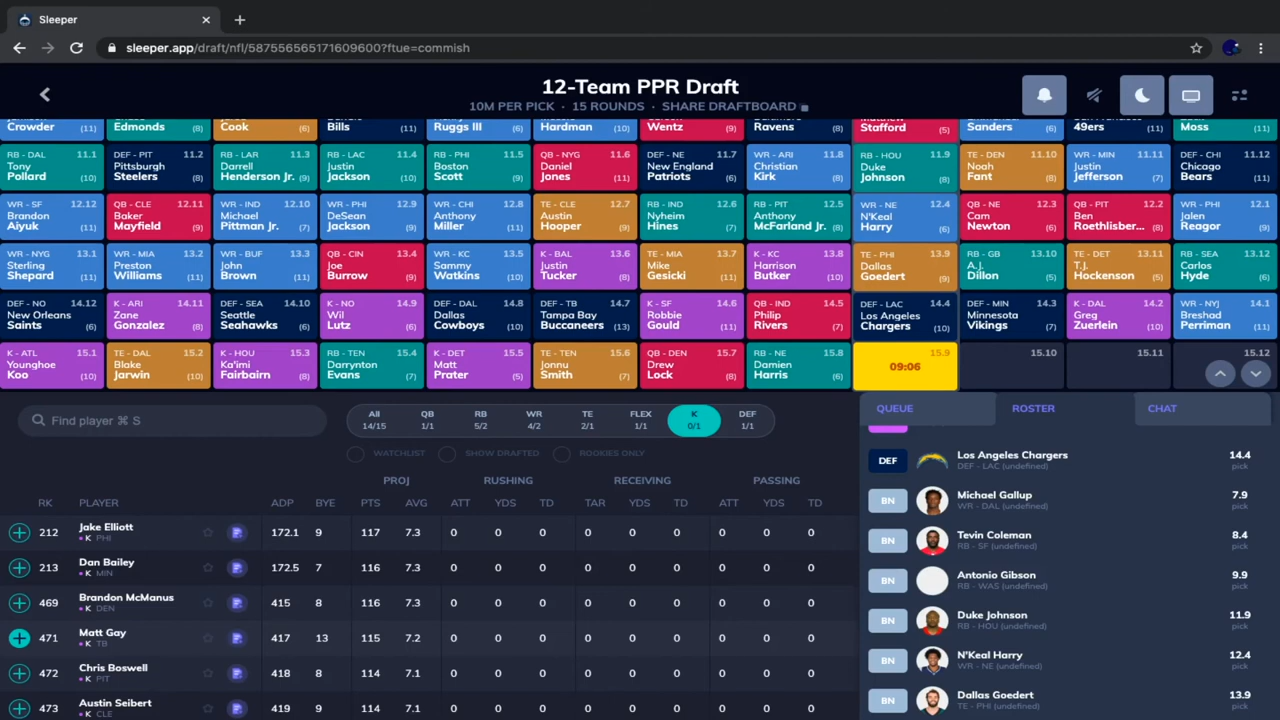 Sleeper
sleeper.app/draft/nfl/587556565171609600?ftue=commish
12-Team PPR Draft
10M PER PICK · 15 ROUNDS · SHARE DRAFTBOARD
Crowder (11) Edmonds (8) Cook (6) Bills (11) Ruggs III (6) Hardman (10) Wentz (9) Ravens (8) Stafford (5) Sanders (6) 49ers (11) Moss (11)
RB - DAL 11.1 DEF - PIT 11.2 RB - LAR 11.3 RB - LAC 11.4 RB - PHI 11.5 QB - NYG 11.6 DEF - NE 11.7 WR - ARI 11.8 RB - HOU 11.9 TE - DEN 11.10 WR - MIN 11.11 DEF - CHI 11.12
Tony Pittsburgh Darrell Justin Boston Daniel New England Christian Duke Noah Justin Chicago
Pollard (10) Steelers (8) Henderson Jr. (9) Jackson (10) Scott (9) Jones (11) Patriots (6) Kirk (8) Johnson (8) Fant (8) Jefferson (7) Bears (11)
WR - SF 12.12 QB - CLE 12.11 WR - IND 12.10 WR - PHI 12.9 WR - CHI 12.8 TE - CLE 12.7 RB - IND 12.6 RB - PIT 12.5 WR - NE 12.4 QB - NE 12.3 QB - PIT 12.2 WR - PHI 12.1
Brandon Baker Michael DeSean Anthony Austin Nyheim Anthony N'Keal Cam Ben Jalen
Aiyuk (11) Mayfield (9) Pittman Jr. (7) Jackson (9) Miller (11) Hooper (9) Hines (7) McFarland Jr. (8) Harry (6) Newton (6) Roethlisber... (8) Reagor (9)
WR - NYG 13.1 WR - MIA 13.2 WR - BUF 13.3 QB - CIN 13.4 WR - KC 13.5 K - BAL 13.6 TE - MIA 13.7 K - KC 13.8 TE - PHI 13.9 RB - GB 13.10 TE - DET 13.11 RB - SEA 13.12
Sterling Preston John Joe Sammy Justin Mike Harrison Dallas A.J. T.J. Carlos
Shepard (11) Williams (11) Brown (11) Burrow (9) Watkins (10) Tucker (8) Gesicki (11) Butker (10) Goedert (9) Dillon (5) Hockenson (5) Hyde (6)
DEF - NO 14.12 K - ARI 14.11 DEF - SEA 14.10 K - NO 14.9 DEF - DAL 14.8 DEF - TB 14.7 K - SF 14.6 QB - IND 14.5 DEF - LAC 14.4 DEF - MIN 14.3 K - DAL 14.2 WR - NYJ 14.1
New Orleans Zane Seattle Wil Dallas Tampa Bay Robbie Philip Los Angeles Minnesota Greg Breshad
Saints (6) Gonzalez (8) Seahawks (6) Lutz (6) Cowboys (10) Buccaneers (13) Gould (11) Rivers (7) Chargers (10) Vikings (7) Zuerlein (10) Perriman (11)
K - ATL 15.1 TE - DAL 15.2 K - HOU 15.3 RB - TEN 15.4 K - DET 15.5 TE - TEN 15.6 QB - DEN 15.7 RB - NE 15.8 15.9 15.10 15.11 15.12
Younghoe Blake Ka'imi Darrynton Matt Jonnu Drew Damien 09:06
Koo (10) Jarwin (10) Fairbairn (8) Evans (7) Prater (5) Smith (7) Lock (8) Harris (6)
Find player ⌘ S
All QB RB WR TE FLEX K DEF
14/15 1/1 5/2 4/2 2/1 1/1 0/1 1/1
WATCHLIST SHOW DRAFTED ROOKIES ONLY
PROJ RUSHING RECEIVING PASSING
RK PLAYER ADP BYE PTS AVG ATT YDS TD TAR YDS TD ATT YDS TD
212 Jake Elliott K PHI 172.1 9 117 7.3 0 0 0 0 0 0 0 0 0
213 Dan Bailey K MIN 172.5 7 116 7.3 0 0 0 0 0 0 0 0 0
469 Brandon McManus K DEN 415 8 116 7.3 0 0 0 0 0 0 0 0 0
471 Matt Gay K TB 417 13 115 7.2 0 0 0 0 0 0 0 0 0
472 Chris Boswell K PIT 418 8 114 7.1 0 0 0 0 0 0 0 0 0
473 Austin Seibert K CLE 419 9 114 7.1 0 0 0 0 0 0 0 0 0
QUEUE ROSTER CHAT
DEF Los Angeles Chargers 14.4
DEF - LAC (undefined) pick
BN Michael Gallup 7.9
WR - DAL (undefined) pick
BN Tevin Coleman 8.4
RB - SF (undefined) pick
BN Antonio Gibson 9.9
RB - WAS (undefined) pick
BN Duke Johnson 11.9
RB - HOU (undefined) pick
BN N'Keal Harry 12.4
WR - NE (undefined) pick
BN Dallas Goedert 13.9
TE - PHI (undefined) pick